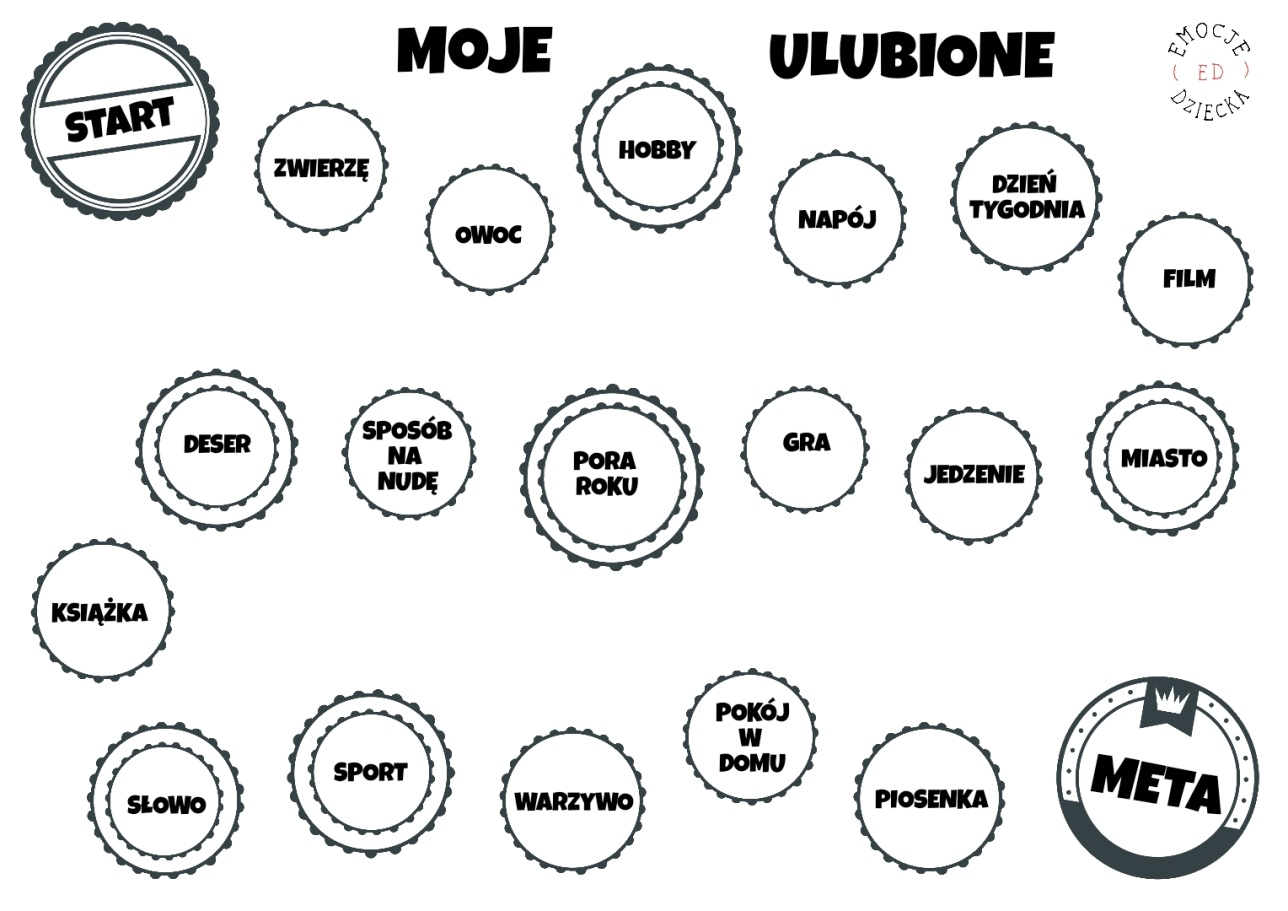 MOJE ULUBIONE
EMOCJE
( ED )
DZIECKA
START
ZWIERZĘ
OWOC
HOBBY
NAPÓJ
DZIEŃ
TYGODNIA
FILM
MIASTO
JEDZENIE
GRA
PORA
ROKU
SPOSÓB
NA
NUDĘ
DESER
KSIĄŻKA
SŁOWO
SPORT
WARZYWO
POKÓJ
W
DOMU
PIOSENKA
META